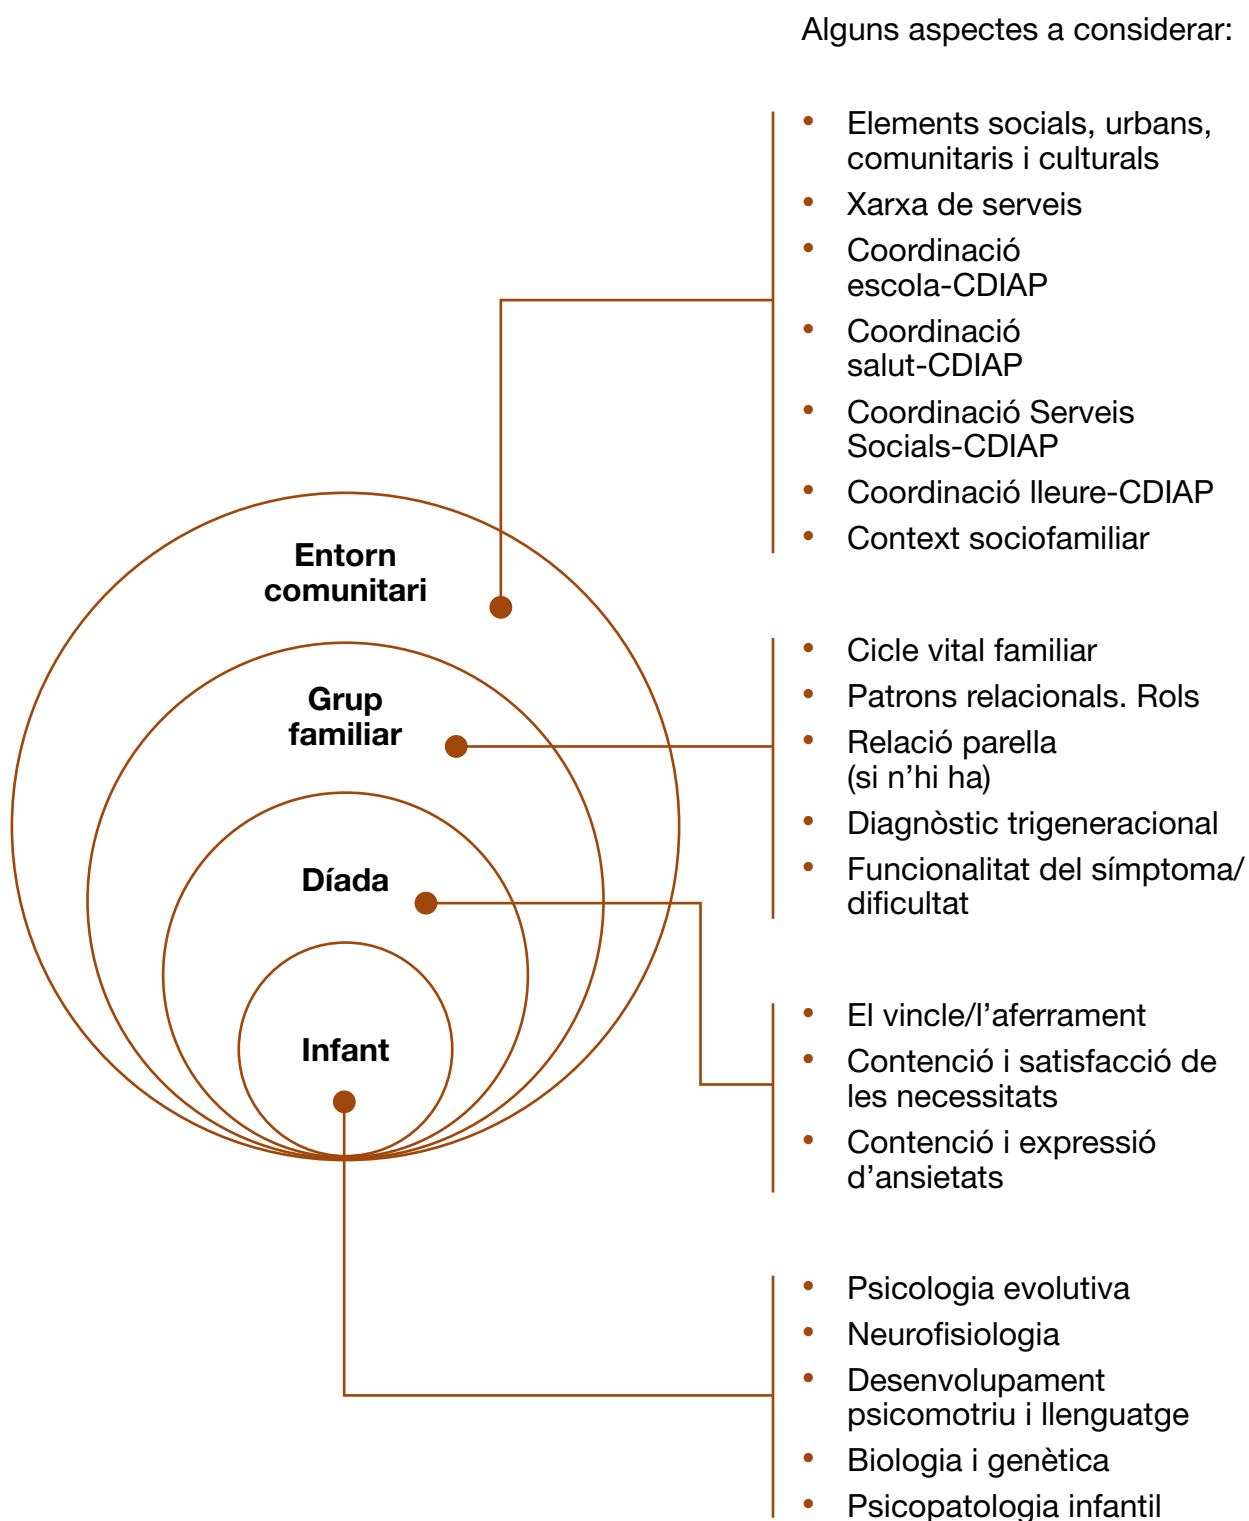 Alguns aspectes a considerar:
• Elements socials, urbans,
comunitaris i culturals
• Xarxa de serveis
• Coordinació
escola-CDIAP
• Coordinació
salut-CDIAP
• Coordinació Serveis
Socials-CDIAP
• Coordinació lleure-CDIAP
• Context sociofamiliar
Entorn
comunitari
• Cicle vital familiar
• Patrons relacionals. Rols
• Relació parella
(si n’hi ha)
• Diagnòstic trigeneracional
• Funcionalitat del símptoma/
dificultat
Grup
familiar
Díada
• El vincle/l’aferrament
• Contenció i satisfacció de
les necessitats
• Contenció i expressió
d’ansietats
Infant
• Psicologia evolutiva
• Neurofisiologia
• Desenvolupament
psicomotriu i llenguatge
• Biologia i genètica
• Psicopatologia infantil